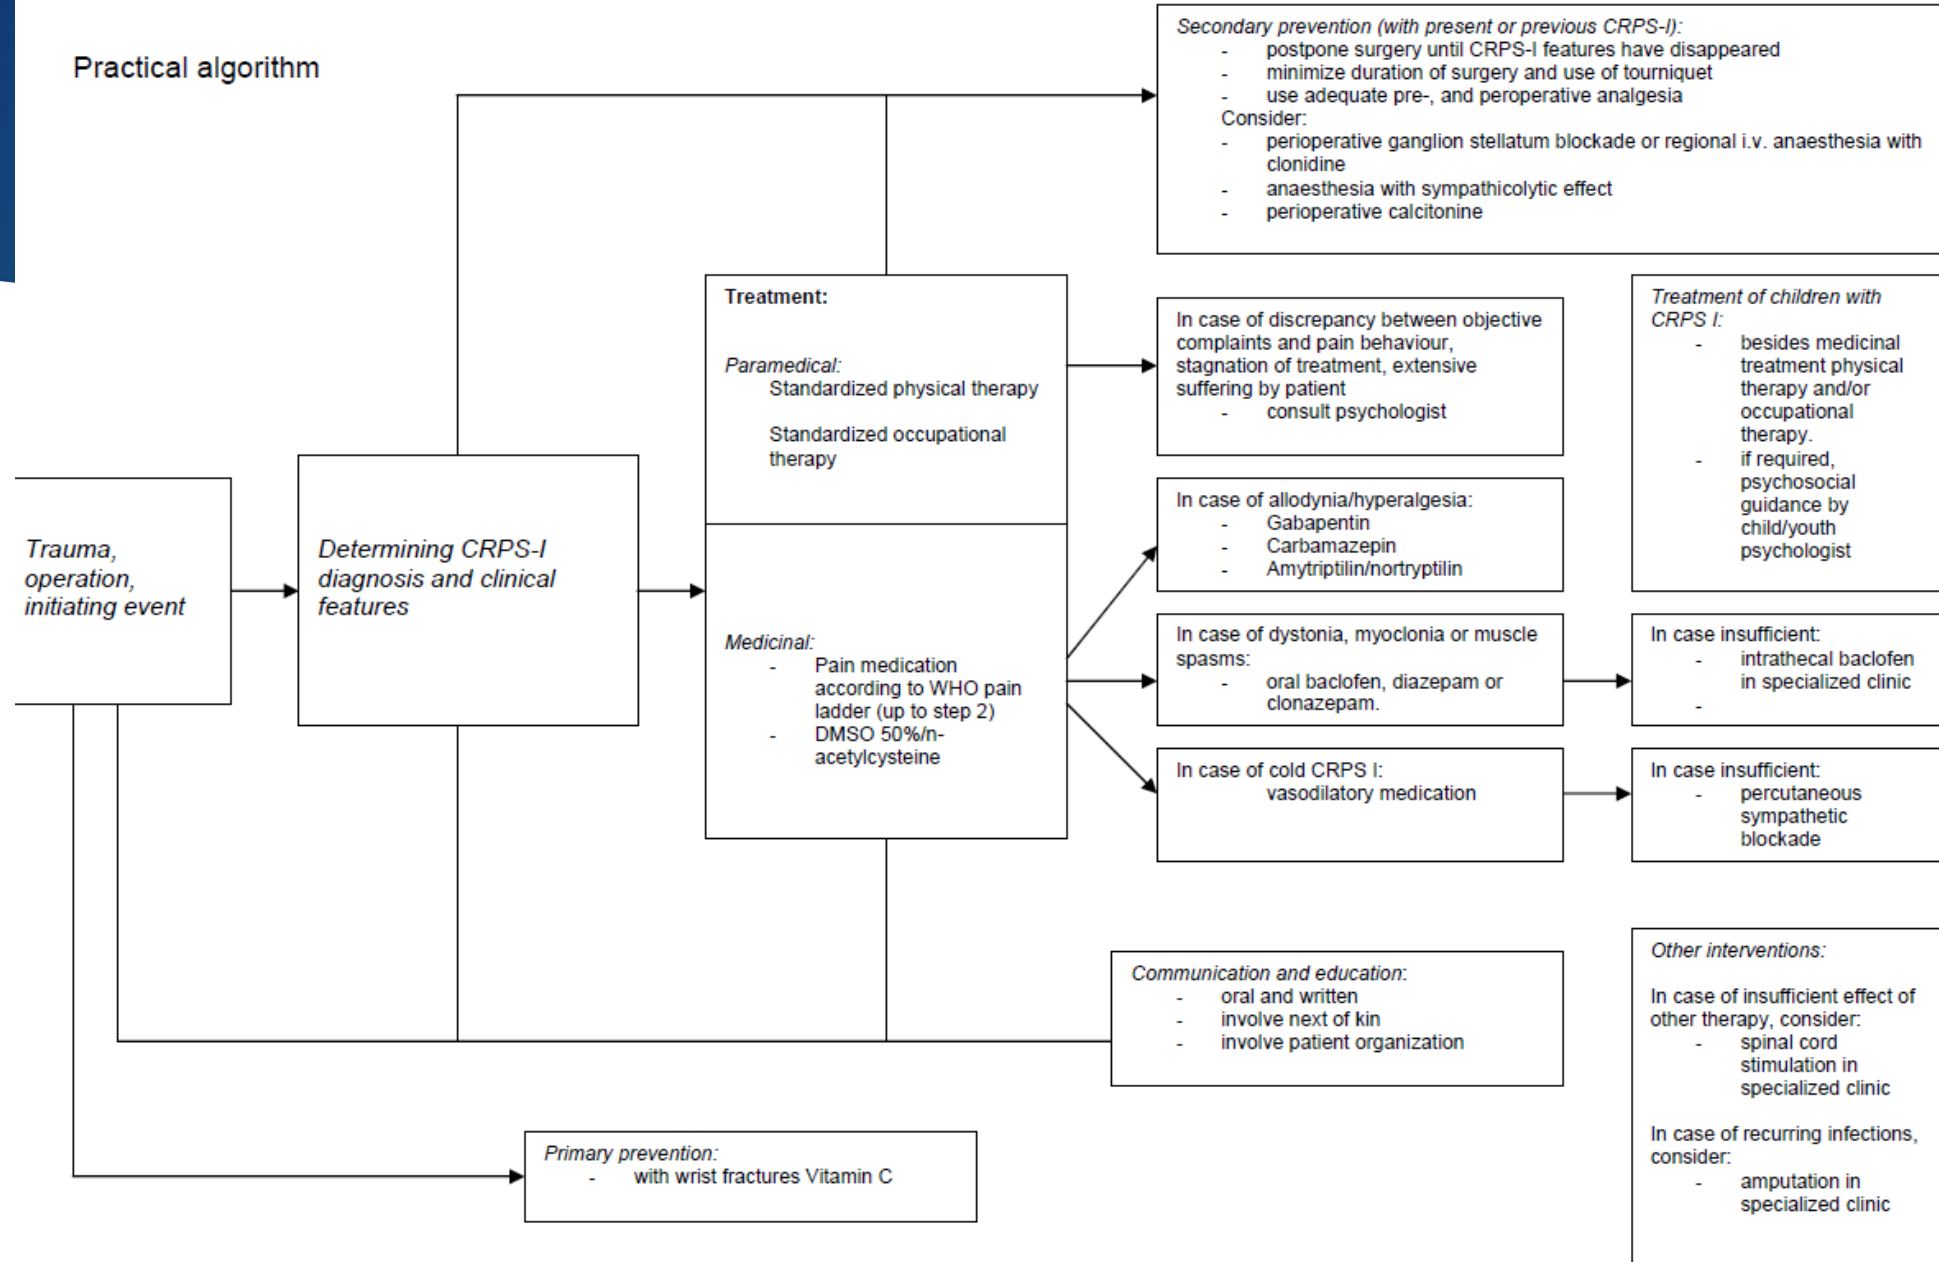 Practical algorithm
Secondary prevention (with present or previous CRPS-I):
- postpone surgery until CRPS-I features have disappeared
- minimize duration of surgery and use of tourniquet
- use adequate pre-, and peroperative analgesia
Consider:
- perioperative ganglion stellatum blockade or regional i.v. anaesthesia with
clonidine
- anaesthesia with sympathicolytic effect
- perioperative calcitonine
Trauma,
operation,
initiating event
Determining CRPS-I
diagnosis and clinical
features
Treatment:
Paramedical:
Standardized physical therapy
Standardized occupational
therapy
Medicinal:
- Pain medication
according to WHO pain
ladder (up to step 2)
- DMSO 50%/n-
acetylcysteine
In case of discrepancy between objective
complaints and pain behaviour,
stagnation of treatment, extensive
suffering by patient
- consult psychologist
In case of allodynia/hyperalgesia:
- Gabapentin
- Carbamazepin
- Amytriptilin/nortryptilin
In case of dystonia, myoclonia or muscle
spasms:
- oral baclofen, diazepam or
clonazepam.
In case of cold CRPS I:
vasodilatory medication
Treatment of children with
CRPS I:
- besides medicinal
treatment physical
therapy and/or
occupational
therapy.
- if required,
psychosocial
guidance by
child/youth
psychologist
In case insufficient:
- intrathecal baclofen
in specialized clinic
-
In case insufficient:
- percutaneous
sympathetic
blockade
Communication and education:
- oral and written
- involve next of kin
- involve patient organization
Other interventions:
In case of insufficient effect of
other therapy, consider:
- spinal cord
stimulation in
specialized clinic
In case of recurring infections,
consider:
- amputation in
specialized clinic
Primary prevention:
- with wrist fractures Vitamin C